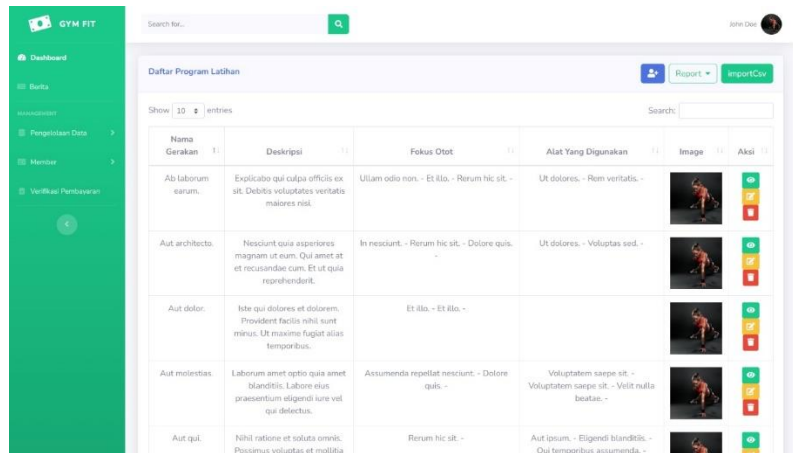 GYM FIT
Search for...
John Doe
Dashboard
Berita
MANAGEMENT
Pengelolaan Data
Member
Verifikasi Pembayaran
Daftar Program Latihan
Report
importCsv
Show 10 entries
Search:
Nama Gerakan Deskripsi Fokus Otot Alat Yang Digunakan Image Aksi
Ab laborum earum.
Explicabo qui culpa officiis ex
sit. Debitis voluptates veritatis
maiores nisi.
Ullam odio non. - Et illo. - Rerum hic sit. -
Ut dolores. - Rem veritatis. -
Aut architecto.
Nesciunt quia asperiores
magnam ut eum. Qui amet at
et recusandae cum. Et ut quia
reprehenderit.
In nesciunt. - Rerum hic sit. - Dolore quis.
-
Ut dolores. - Voluptas sed. -
Aut dolor.
Iste qui dolores et dolorem.
Provident facilis nihil sunt
minus. Ut maxime fugiat alias
temporibus.
Et illo. - Et illo. -
Aut molestias.
Laborum amet optio quia amet
blanditiis. Labore eius
praesentium eligendi iure vel
qui delectus.
Assumenda repellat nesciunt. - Dolore
quis. -
Voluptatem saepe sit. -
Voluptatem saepe sit. - Velit nulla
beatae. -
Aut qui.
Nihil ratione et soluta omnis.
Possimus voluptas et mollitia
Rerum hic sit. -
Aut ipsum. - Eligendi blanditiis. -
Qui temporibus assumenda. -